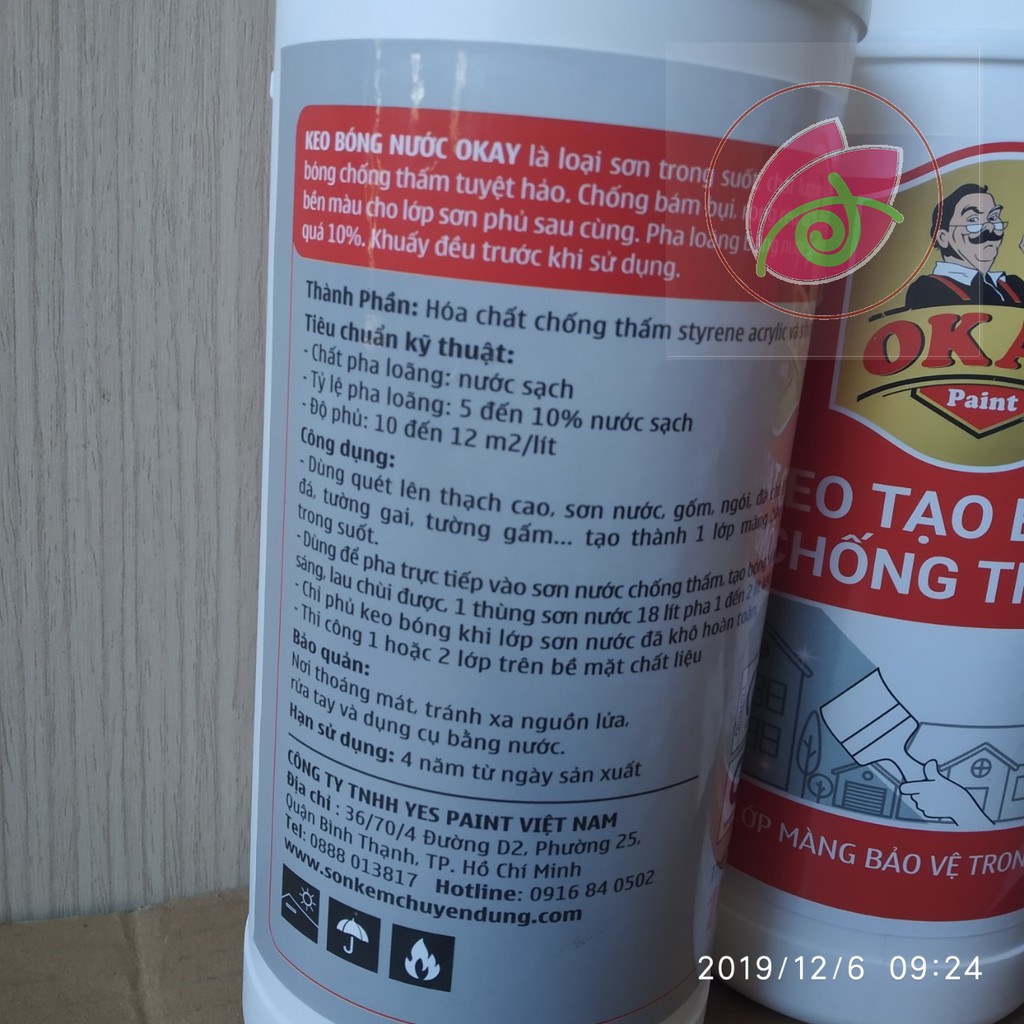 KEO BÓNG NƯỚC OKAY là loại sơn trong suốt
bóng chống thấm tuyệt hảo. Chống bám bụi,
bền màu cho lớp sơn phủ sau cùng. Pha loãng
quá 10%. Khuấy đều trước khi sử dụng.
Thành Phần: Hóa chất chống thấm styrene acrylic và
Tiêu chuẩn kỹ thuật:
- Chất pha loãng: nước sạch
- Tỷ lệ pha loãng: 5 đến 10% nước sạch
- Độ phủ: 10 đến 12 m2/lít
Công dụng:
- Dùng quét lên thạch cao, sơn nước, gốm, ngói, đá
đá, tường gai, tường gấm... tạo thành 1 lớp màng
trong suốt.
- Dùng để pha trực tiếp vào sơn nước chống thấm, tạo bóng
sáng, lau chùi được, 1 thùng sơn nước 18 lít pha 1 đến 2 lít
- Chỉ phủ keo bóng khi lớp sơn nước đã khô hoàn toàn.
- Thi công 1 hoặc 2 lớp trên bề mặt chất liệu
Bảo quản:
Nơi thoáng mát, tránh xa nguồn lửa,
rửa tay và dụng cụ bằng nước.
Hạn sử dụng: 4 năm từ ngày sản xuất
CÔNG TY TNHH YES PAINT VIỆT NAM
Địa chỉ : 36/70/4 Đường D2, Phường 25,
Quận Bình Thạnh, TP. Hồ Chí Minh
Tel: 0888 013817 Hotline: 0916 84 0502
www.sonkemchuyendung.com
OKA
Paint
KEO TẠO
CHỐNG
LỚP MÀNG BẢO VỆ TRON
2019/12/6 09:24